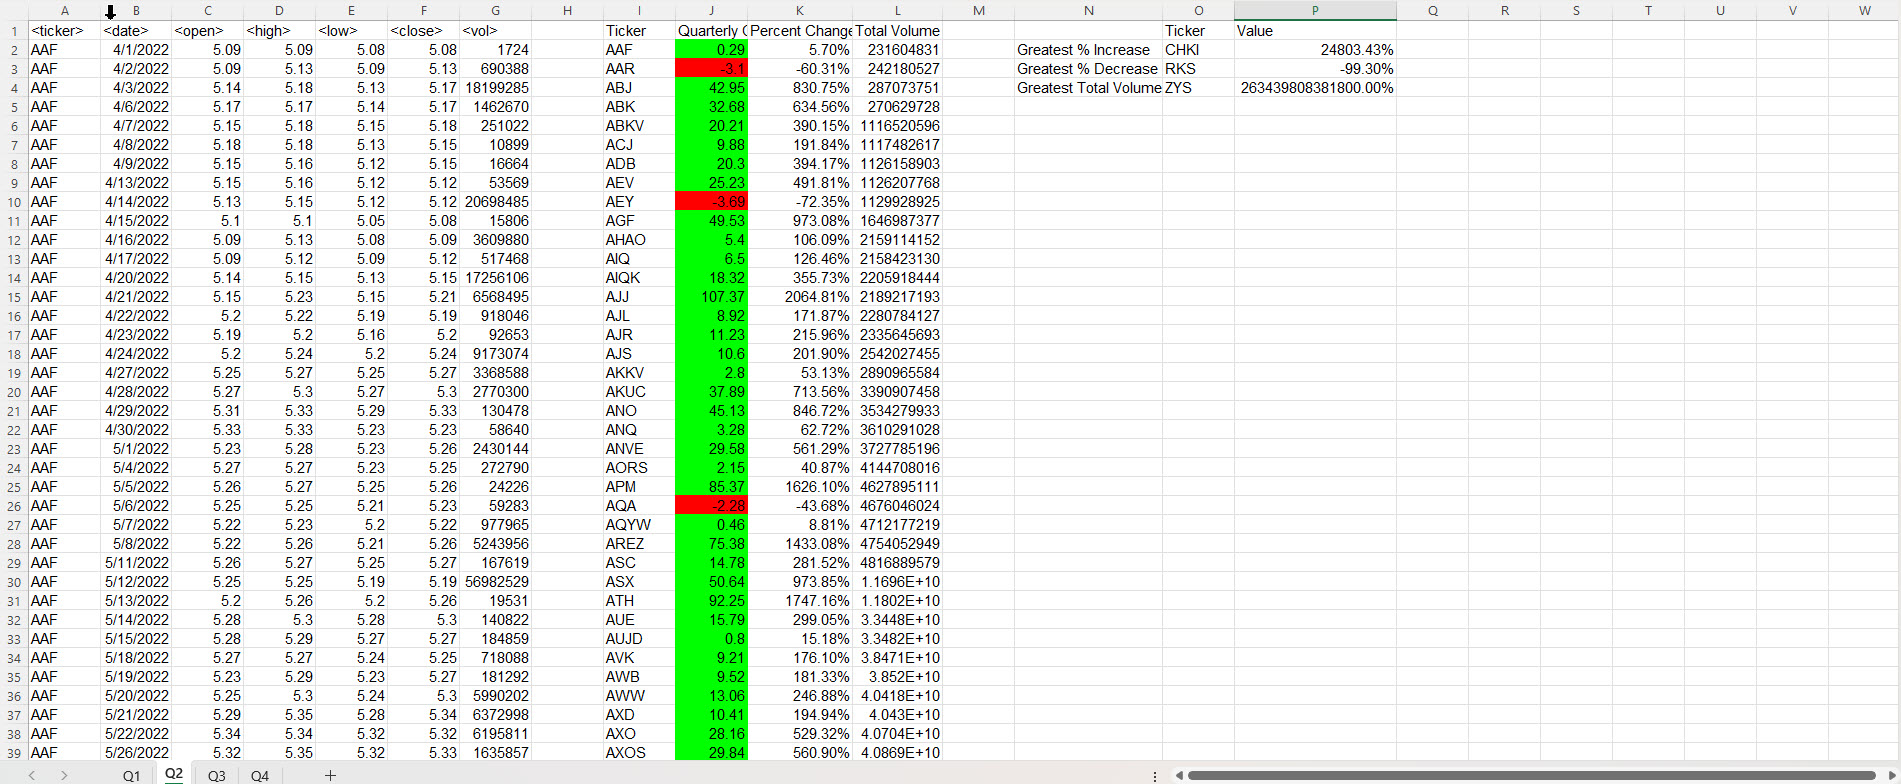 A B C D E F G H I J K L M N O P Q R S T U V W
1 <ticker> <date> <open> <high> <low> <close> <vol> Ticker Quarterly C Percent Change Total Volume Ticker Value
2 AAF 4/1/2022 5.09 5.09 5.08 5.08 1724 AAF 0.29 5.70% 231604831 Greatest % Increase CHKI 24803.43%
3 AAF 4/2/2022 5.09 5.13 5.09 5.13 690388 AAR -3.1 -60.31% 242180527 Greatest % Decrease RKS -99.30%
4 AAF 4/3/2022 5.14 5.18 5.13 5.17 18199285 ABJ 42.95 830.75% 287073751 Greatest Total Volume ZYS 263439808381800.00%
5 AAF 4/6/2022 5.17 5.17 5.14 5.17 1462670 ABK 32.68 634.56% 270629728
6 AAF 4/7/2022 5.15 5.18 5.15 5.18 251022 ABKV 20.21 390.15% 1116520596
7 AAF 4/8/2022 5.18 5.18 5.13 5.15 10899 ACJ 9.88 191.84% 1117482617
8 AAF 4/9/2022 5.15 5.16 5.12 5.15 16664 ADB 20.3 394.17% 1126158903
9 AAF 4/13/2022 5.15 5.16 5.12 5.12 53569 AEV 25.23 491.81% 1126207768
10 AAF 4/14/2022 5.13 5.15 5.12 5.12 20698485 AEY -3.69 -72.35% 1129928925
11 AAF 4/15/2022 5.1 5.1 5.05 5.08 15806 AGF 49.53 973.08% 1646987377
12 AAF 4/16/2022 5.09 5.13 5.08 5.09 3609880 AHAO 5.4 106.09% 2159114152
13 AAF 4/17/2022 5.09 5.12 5.09 5.12 517468 AIQ 6.5 126.46% 2158423130
14 AAF 4/20/2022 5.14 5.15 5.13 5.15 17256106 AIQK 18.32 355.73% 2205918444
15 AAF 4/21/2022 5.15 5.23 5.15 5.21 6568495 AJJ 107.37 2064.81% 2189217193
16 AAF 4/22/2022 5.2 5.22 5.19 5.19 918046 AJL 8.92 171.87% 2280784127
17 AAF 4/23/2022 5.19 5.2 5.16 5.2 92653 AJR 11.23 215.96% 2335645693
18 AAF 4/24/2022 5.2 5.24 5.2 5.24 9173074 AJS 10.6 201.90% 2542027455
19 AAF 4/27/2022 5.25 5.27 5.25 5.27 3368588 AKKV 2.8 53.13% 2890965584
20 AAF 4/28/2022 5.27 5.3 5.27 5.3 2770300 AKUC 37.89 713.56% 3390907458
21 AAF 4/29/2022 5.31 5.33 5.29 5.33 130478 ANO 45.13 846.72% 3534279933
22 AAF 4/30/2022 5.33 5.33 5.23 5.23 58640 ANQ 3.28 62.72% 3610291028
23 AAF 5/1/2022 5.23 5.28 5.23 5.26 2430144 ANVE 29.58 561.29% 3727785196
24 AAF 5/4/2022 5.27 5.27 5.23 5.25 272790 AORS 2.15 40.87% 4144708016
25 AAF 5/5/2022 5.26 5.27 5.25 5.26 24226 APM 85.37 1626.10% 4627895111
26 AAF 5/6/2022 5.25 5.25 5.21 5.23 59283 AQA -2.28 -43.68% 4676046024
27 AAF 5/7/2022 5.22 5.23 5.2 5.22 977965 AQYW 0.46 8.81% 4712177219
28 AAF 5/8/2022 5.22 5.26 5.21 5.26 5243956 AREZ 75.38 1433.08% 4754052949
29 AAF 5/11/2022 5.26 5.27 5.25 5.27 167619 ASC 14.78 281.52% 4816889579
30 AAF 5/12/2022 5.25 5.25 5.19 5.19 56982529 ASX 50.64 973.85% 1.1696E+10
31 AAF 5/13/2022 5.2 5.26 5.2 5.26 19531 ATH 92.25 1747.16% 1.1802E+10
32 AAF 5/14/2022 5.28 5.3 5.28 5.3 140822 AUE 15.79 299.05% 3.3448E+10
33 AAF 5/15/2022 5.28 5.29 5.27 5.27 184859 AUJD 0.8 15.18% 3.3482E+10
34 AAF 5/18/2022 5.27 5.27 5.24 5.25 718088 AVK 9.21 176.10% 3.8471E+10
35 AAF 5/19/2022 5.23 5.29 5.23 5.27 181292 AWB 9.52 181.33% 3.852E+10
36 AAF 5/20/2022 5.25 5.3 5.24 5.3 5990202 AWW 13.06 246.88% 4.0418E+10
37 AAF 5/21/2022 5.29 5.35 5.28 5.34 6372998 AXD 10.41 194.94% 4.043E+10
38 AAF 5/22/2022 5.34 5.34 5.32 5.32 6195811 AXO 28.16 529.32% 4.0704E+10
39 AAF 5/26/2022 5.32 5.35 5.32 5.33 1635857 AXOS 29.84 560.90% 4.0869E+10
Q1 Q2 Q3 Q4 +